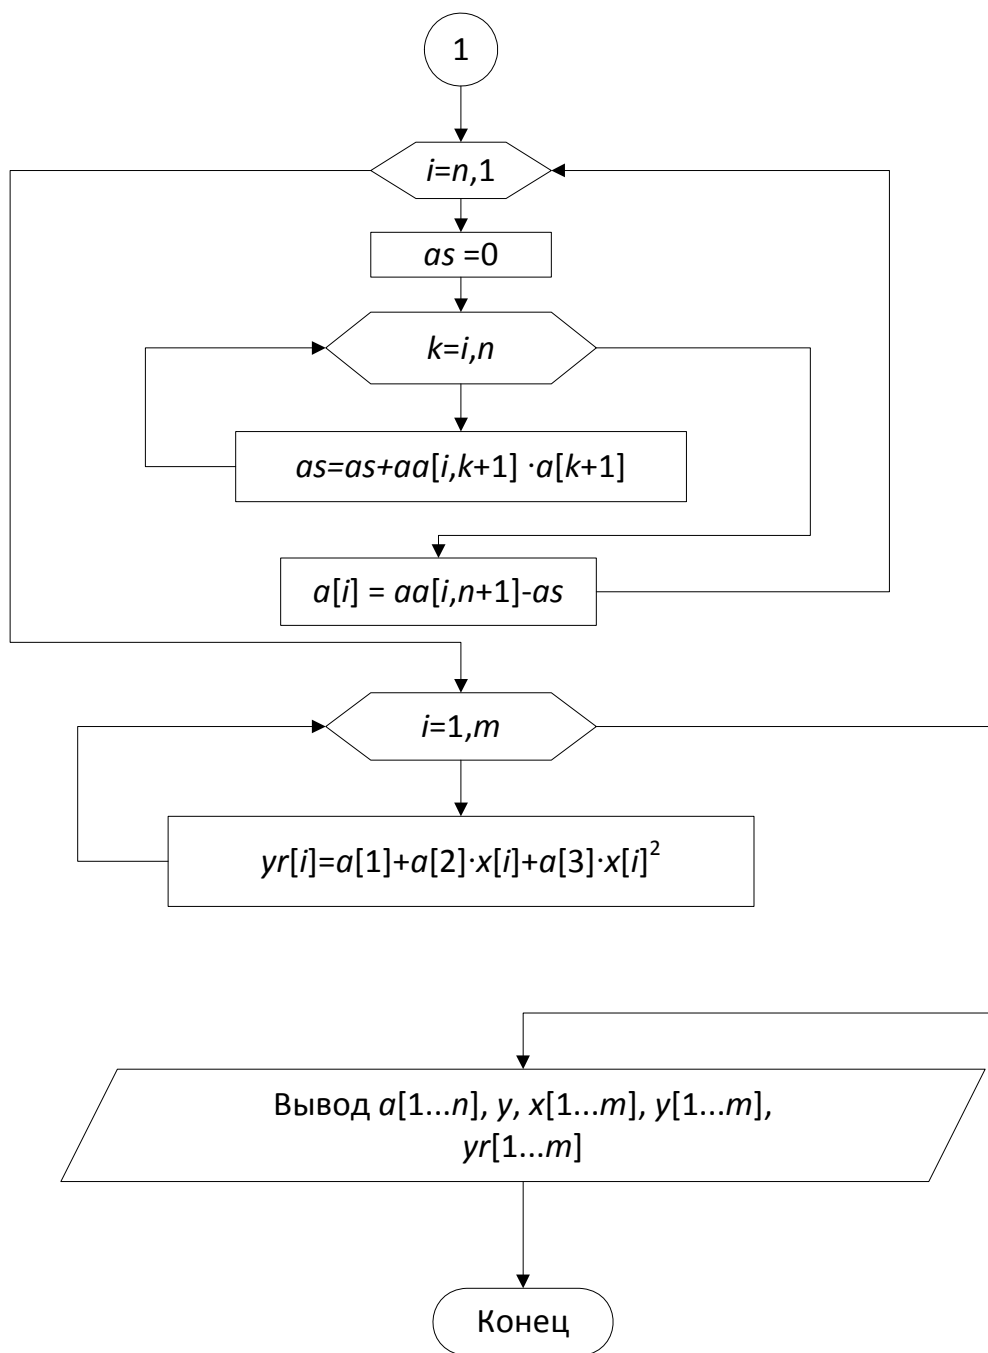 1
i=n,1
as =0
k=i,n
as=as+aa[i,k+1] ·a[k+1]
a[i] = aa[i,n+1]-as
i=1,m
yr[i]=a[1]+a[2]·x[i]+a[3]·x[i]²
Вывод a[1...n], y, x[1...m], y[1...m],
yr[1...m]
Конец